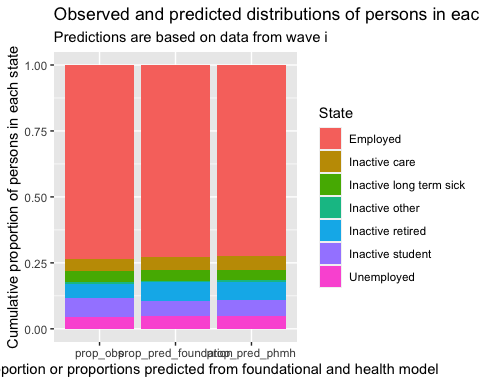 Observed and predicted distributions of persons in eac
Predictions are based on data from wave i
Cumulative proportion of persons in each state
1.00
0.75
0.50
0.25
0.00
prop_obs
prop_pred_foundation
prop_pred_phmh
portion or proportions predicted from foundational and health model
State
Employed
Inactive care
Inactive long term sick
Inactive other
Inactive retired
Inactive student
Unemployed